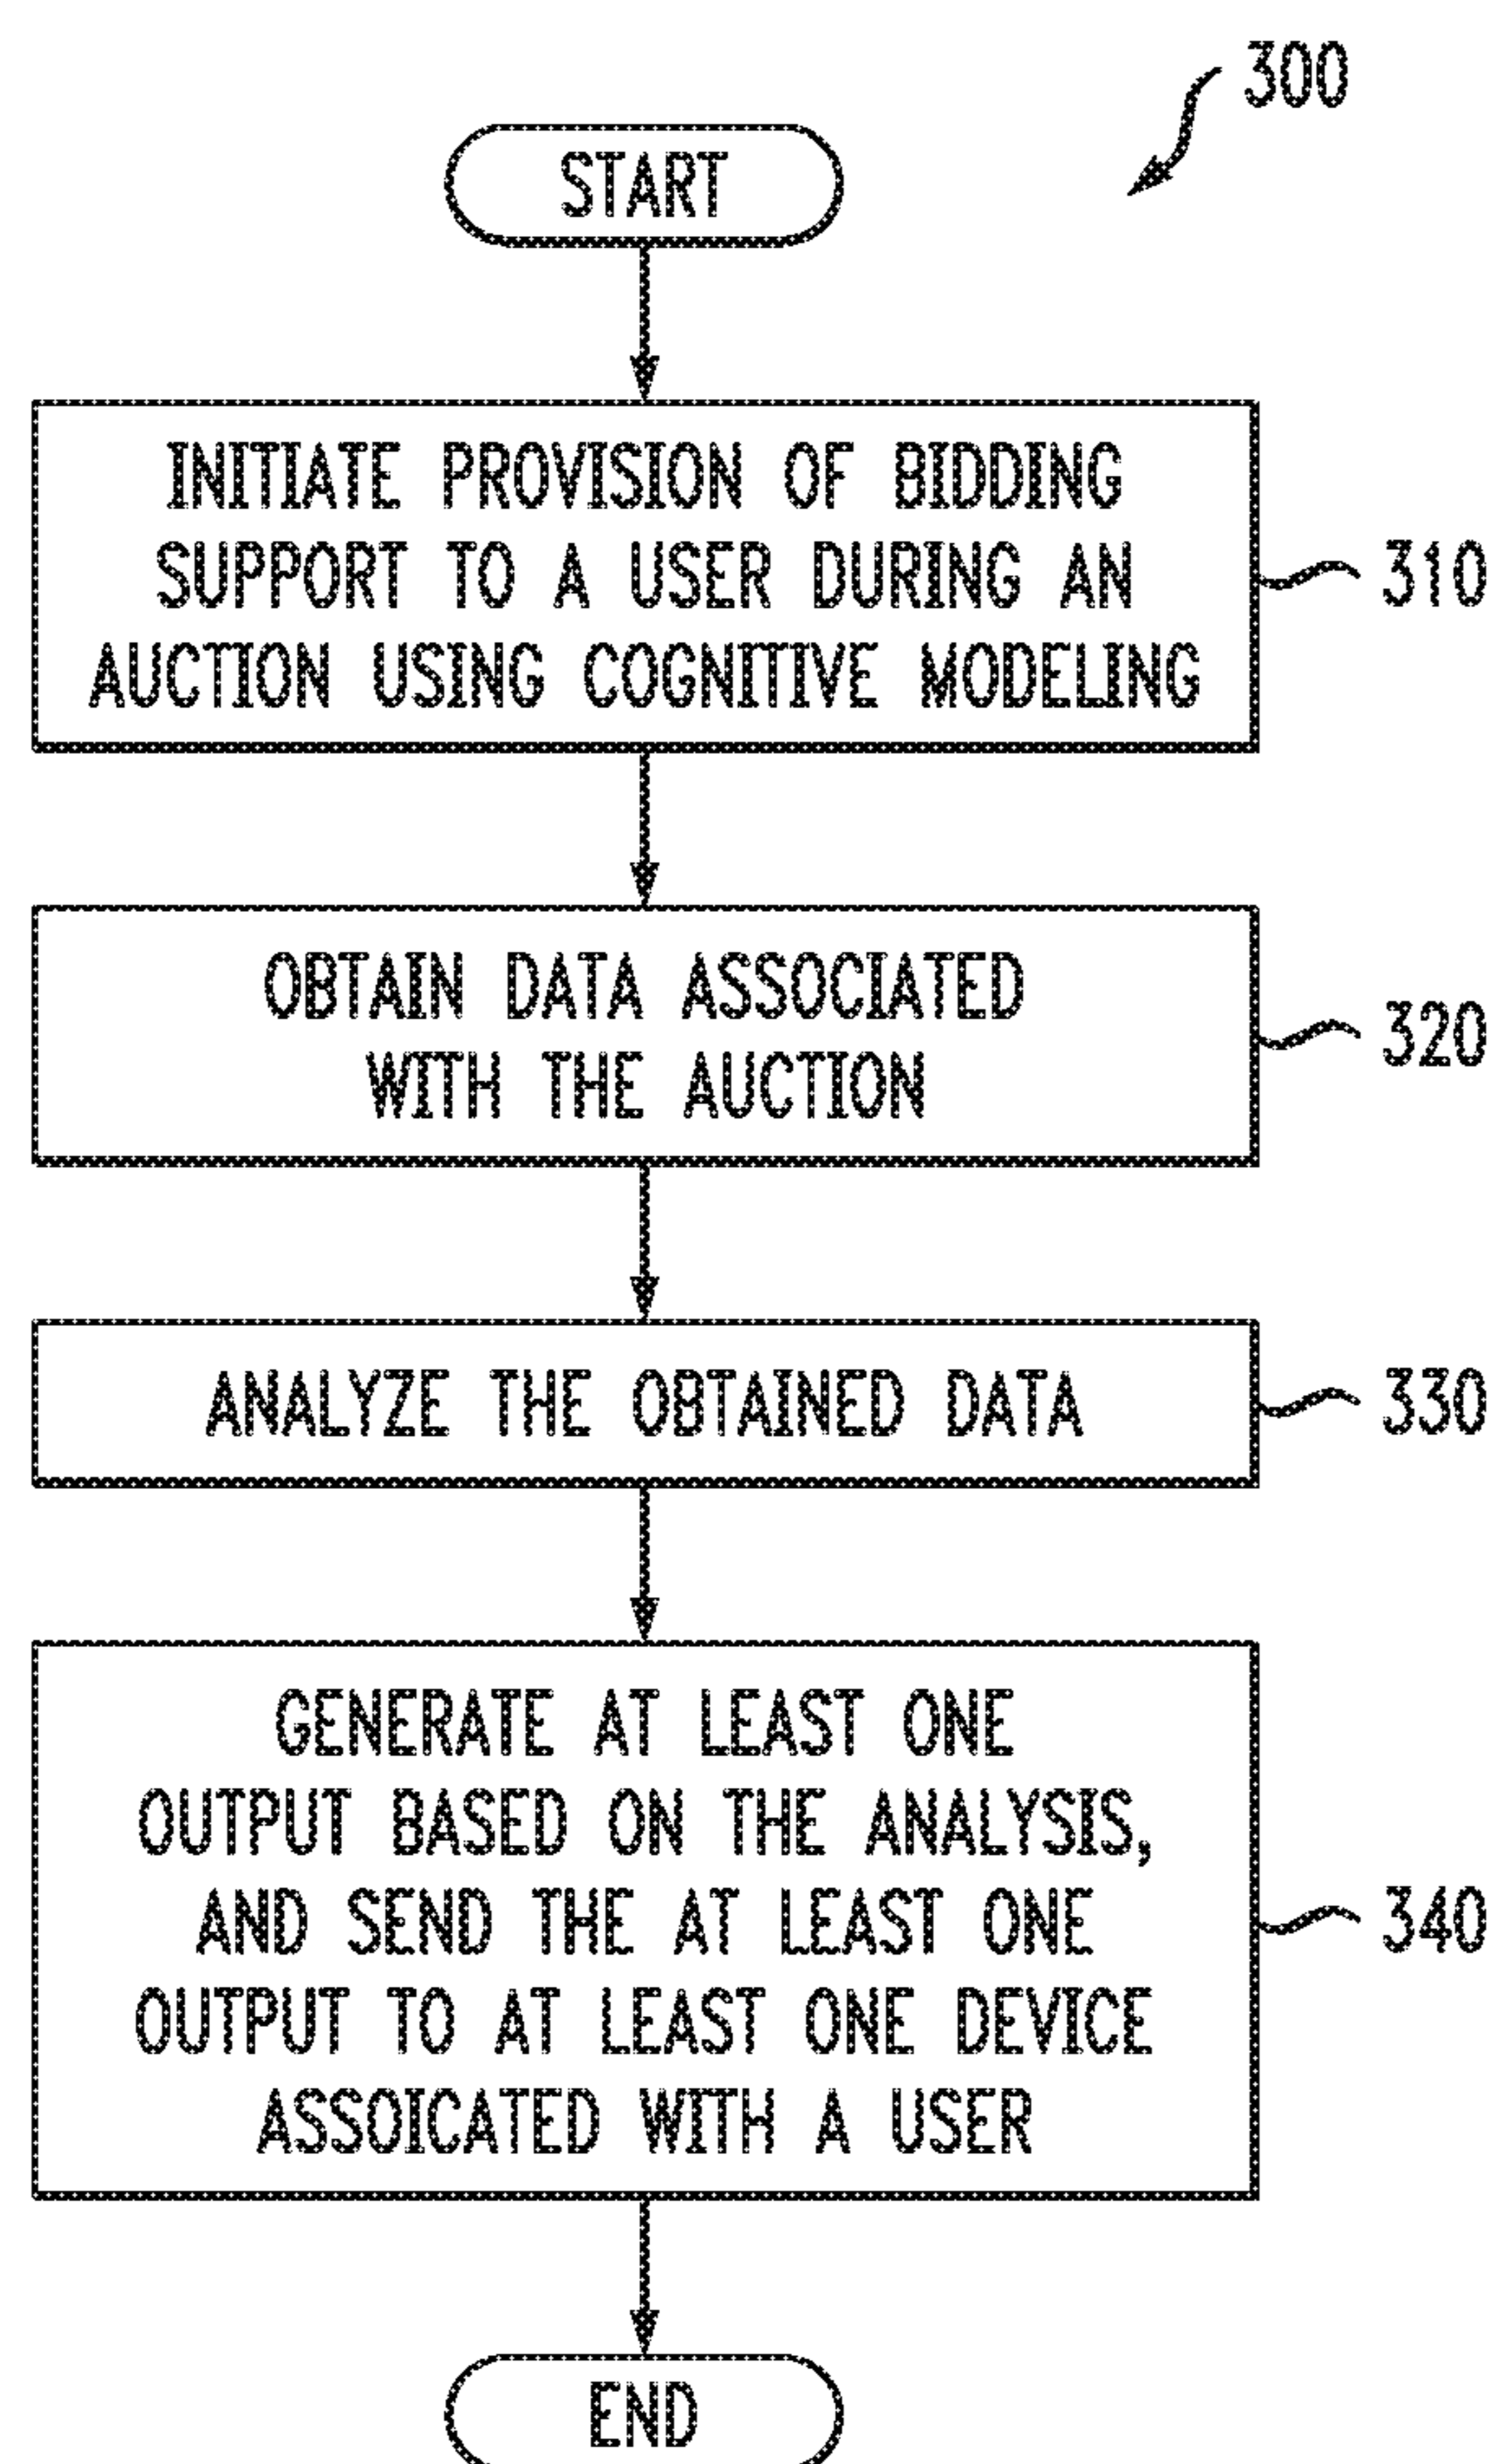 300
START
INITIATE PROVISION OF BIDDING
SUPPORT TO A USER DURING AN
AUCTION USING COGNITIVE MODELING
310
OBTAIN DATA ASSOCIATED
WITH THE AUCTION
320
ANALYZE THE OBTAINED DATA
330
GENERATE AT LEAST ONE
OUTPUT BASED ON THE ANALYSIS,
AND SEND THE AT LEAST ONE
OUTPUT TO AT LEAST ONE DEVICE
ASSOICATED WITH A USER
340
END